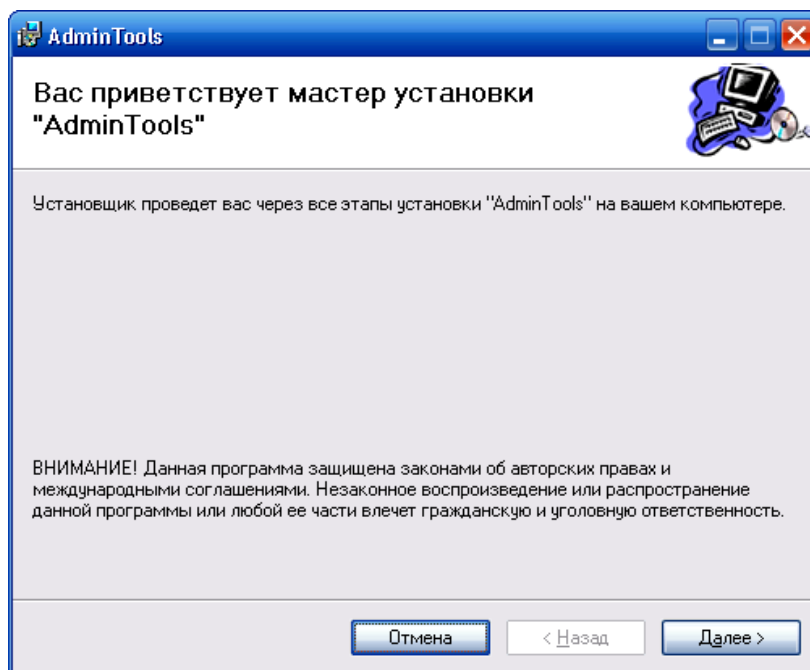 AdminTools
Вас приветствует мастер установки
"AdminTools"
Установщик проведет вас через все этапы установки "AdminTools" на вашем компьютере.
ВНИМАНИЕ! Данная программа защищена законами об авторских правах и
международными соглашениями. Незаконное воспроизведение или распространение
данной программы или любой ее части влечет гражданскую и уголовную ответственность.
Отмена
< Назад
Далее >